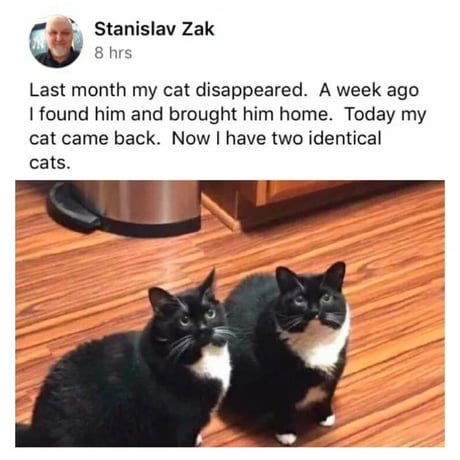 Stanislav Zak
8 hrs
Last month my cat disappeared.  A week ago
I found him and brought him home.  Today my
cat came back.  Now I have two identical
cats.